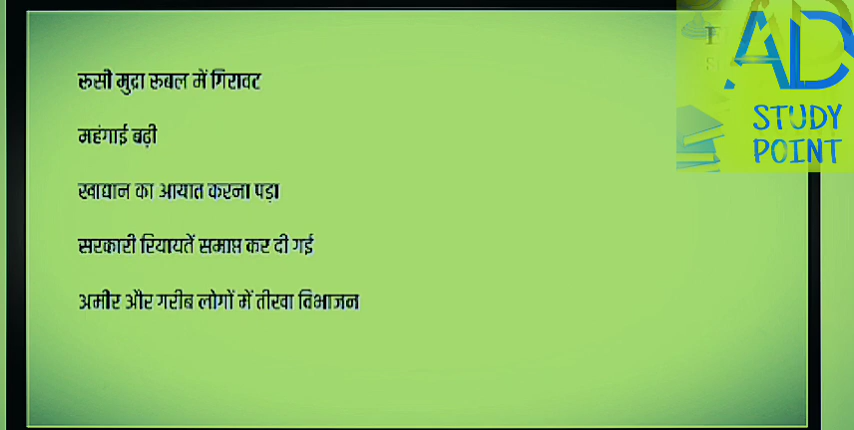 रूसी मुद्रा रूबल में गिरावट
AD
महंगाई बढ़ी
STUDY
POINT
खाद्यान का आयात करना पड़ा
सरकारी रियायतें समाप्त कर दी गई
अमीर और गरीब लोगों में तीखा विभाजन